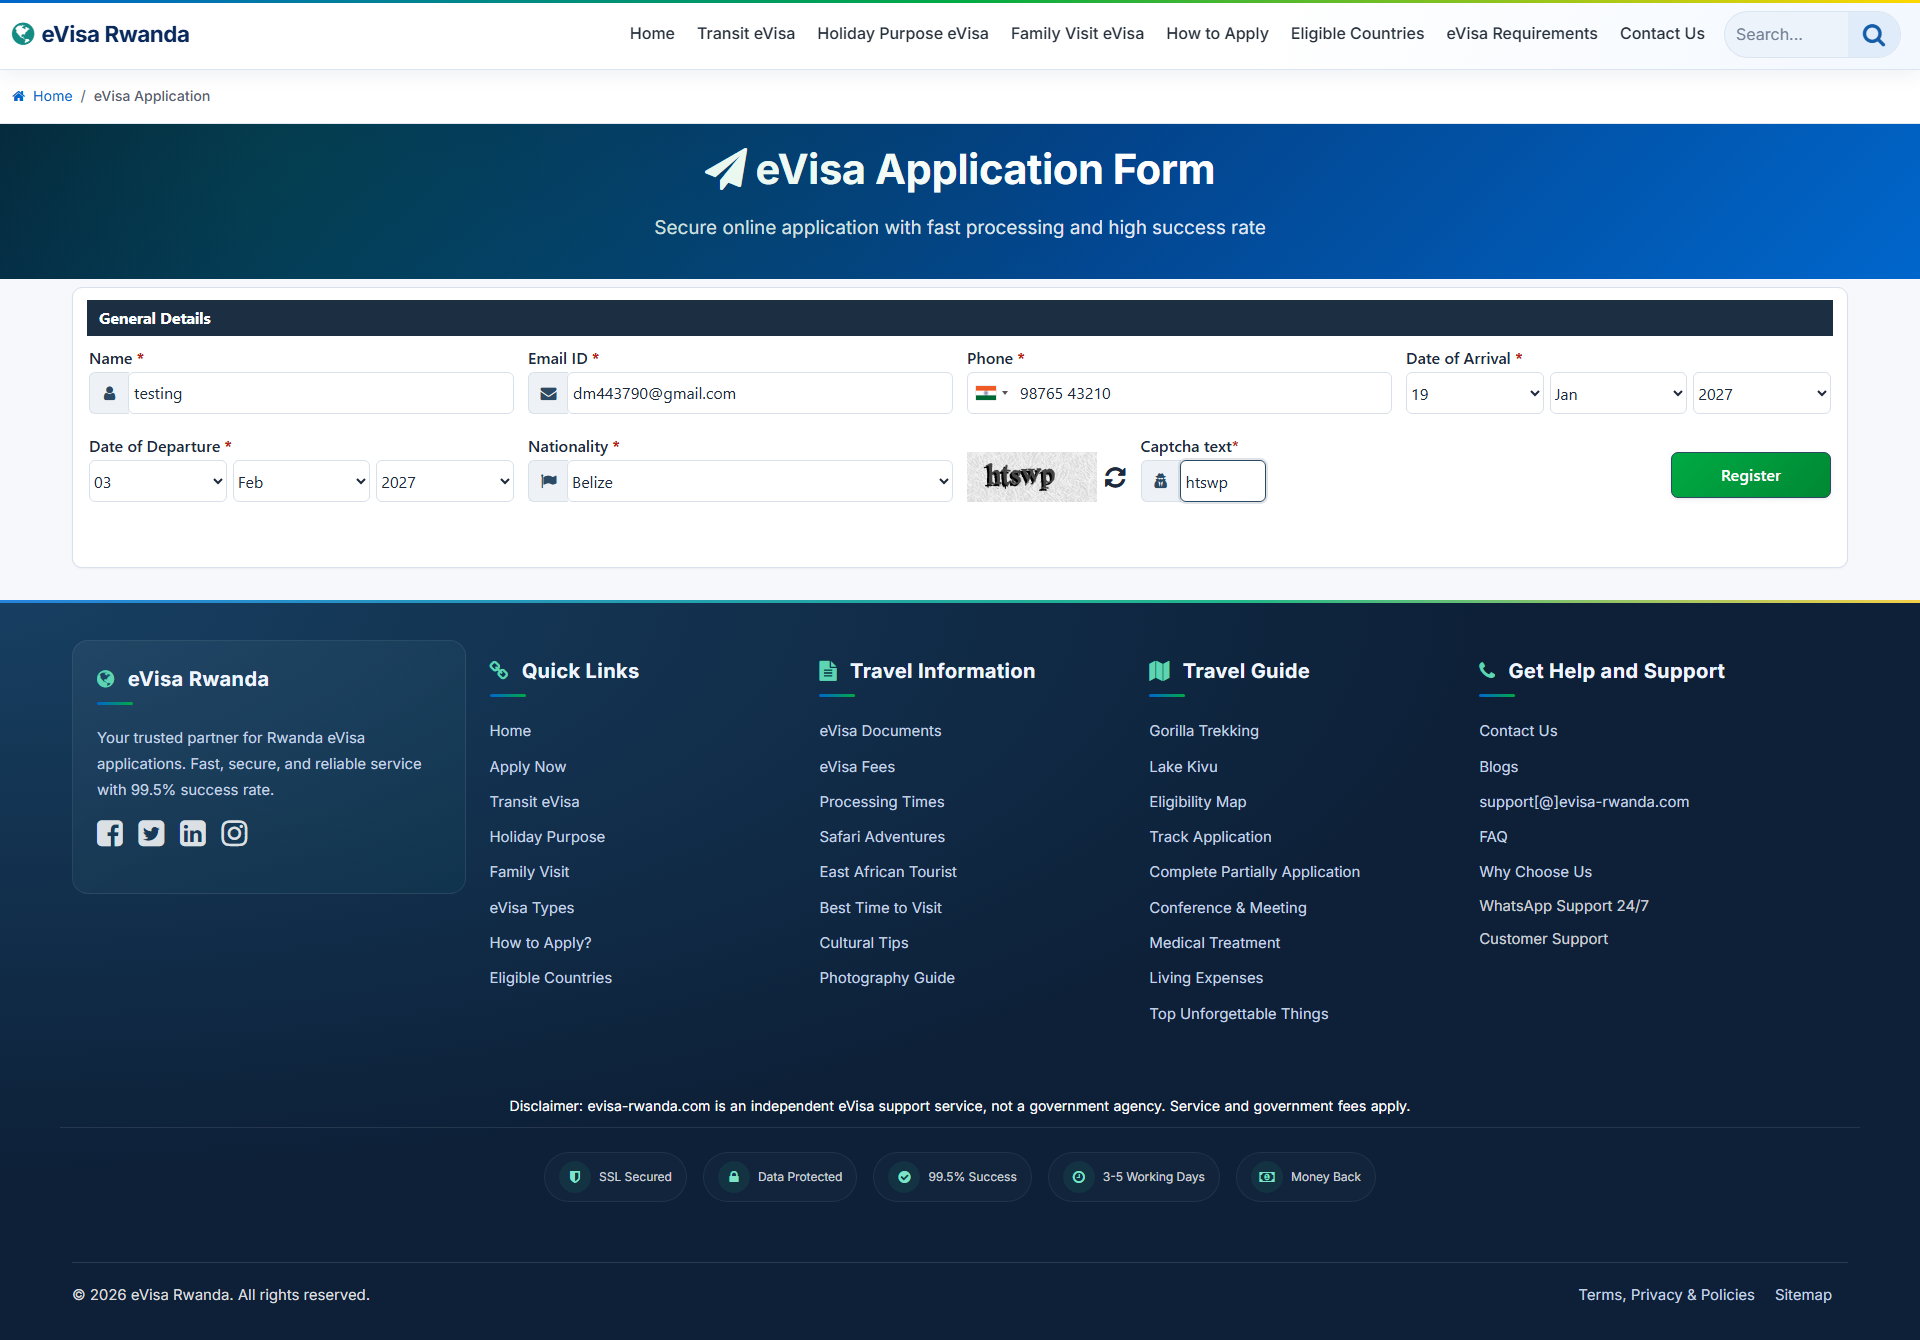 eVisa Rwanda
Home
Transit eVisa
Holiday Purpose eVisa
Family Visit eVisa
How to Apply
Eligible Countries
eVisa Requirements
Contact Us
Search...
Home / eVisa Application
eVisa Application Form
Secure online application with fast processing and high success rate
General Details
Name *
testing
Email ID *
dm443790@gmail.com
Phone *
98765 43210
Date of Arrival *
19 Jan 2027
Date of Departure *
03 Feb 2027
Nationality *
Belize
htswp
Captcha text*
htswp
Register
eVisa Rwanda
Your trusted partner for Rwanda eVisa
applications. Fast, secure, and reliable service
with 99.5% success rate.
Quick Links
Home
Apply Now
Transit eVisa
Holiday Purpose
Family Visit
eVisa Types
How to Apply?
Eligible Countries
Travel Information
eVisa Documents
eVisa Fees
Processing Times
Safari Adventures
East African Tourist
Best Time to Visit
Cultural Tips
Photography Guide
Travel Guide
Gorilla Trekking
Lake Kivu
Eligibility Map
Track Application
Complete Partially Application
Conference & Meeting
Medical Treatment
Living Expenses
Top Unforgettable Things
Get Help and Support
Contact Us
Blogs
support[@]evisa-rwanda.com
FAQ
Why Choose Us
WhatsApp Support 24/7
Customer Support
Disclaimer: evisa-rwanda.com is an independent eVisa support service, not a government agency. Service and government fees apply.
SSL Secured
Data Protected
99.5% Success
3-5 Working Days
Money Back
© 2026 eVisa Rwanda. All rights reserved.
Terms, Privacy & Policies
Sitemap